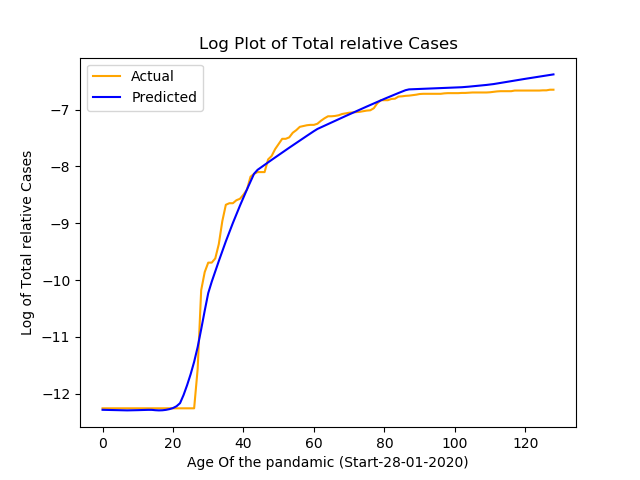 Log Plot of Total relative Cases
Actual
Predicted
Log of Total relative Cases
−7
−8
−9
−10
−11
−12
0 20 40 60 80 100 120
Age Of the pandamic (Start-28-01-2020)